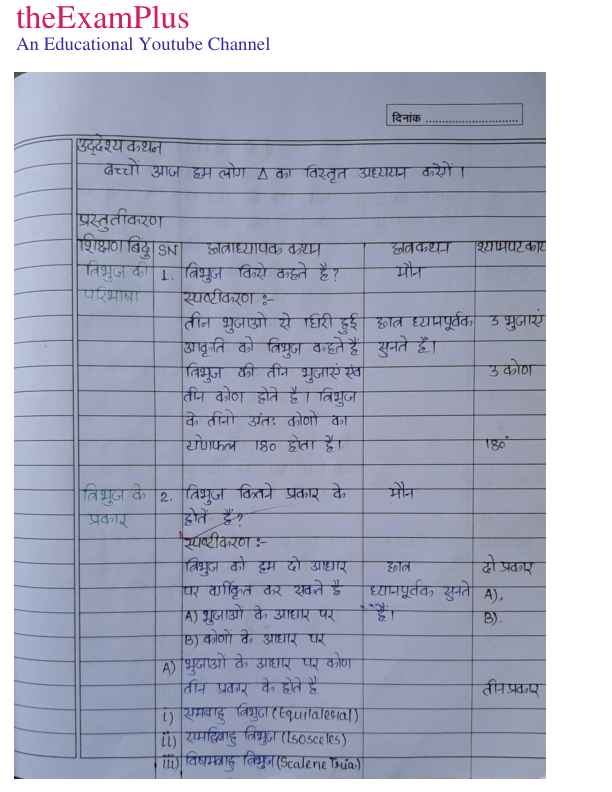 theExamPlus
An Educational Youtube Channel
दिनांक ............................
उद्देश्य कथन
बच्चों आज हम लोग Δ का विस्तृत अध्ययन करेगें।
प्रस्तुतीकरण
शिक्षण बिंदु SN छात्राध्यापक कथन छात्रकथन श्यामपट कार्य
त्रिभुज की 1. त्रिभुज किसे कहते है? मौन
परिभाषा स्पष्टीकरण :-
तीन भुजाओं से घिरी हुई छात्र ध्यानपूर्वक 3 भुजाएं
आकृति को त्रिभुज कहते हैं सुनते हैं।
त्रिभुज की तीन भुजाएं एंव 3 कोण
तीन कोण होते है। त्रिभुज
के तीनो अंतः कोणों का
योगफल 180 होता है। 180°
त्रिभुज के 2. त्रिभुज कितने प्रकार के मौन
प्रकार होतें हैं?
स्पष्टीकरण :-
त्रिभुज को हम दो आधार छात्र दो प्रकार
पर वर्गीकृत कर सकते है ध्यानपूर्वक सुनते A).
A) भुजाओं के आधार पर हैं। B).
B) कोणों के आधार पर
A) भुजाओं के आधार पर कोण
तीन प्रकार के होते है तीन प्रकार
i) समबाहु त्रिभुज (Equilateral)
ii) समद्विबाहु त्रिभुज (Isosceles)
iii) विषमबाहु त्रिभुज (Scalene Tria.)